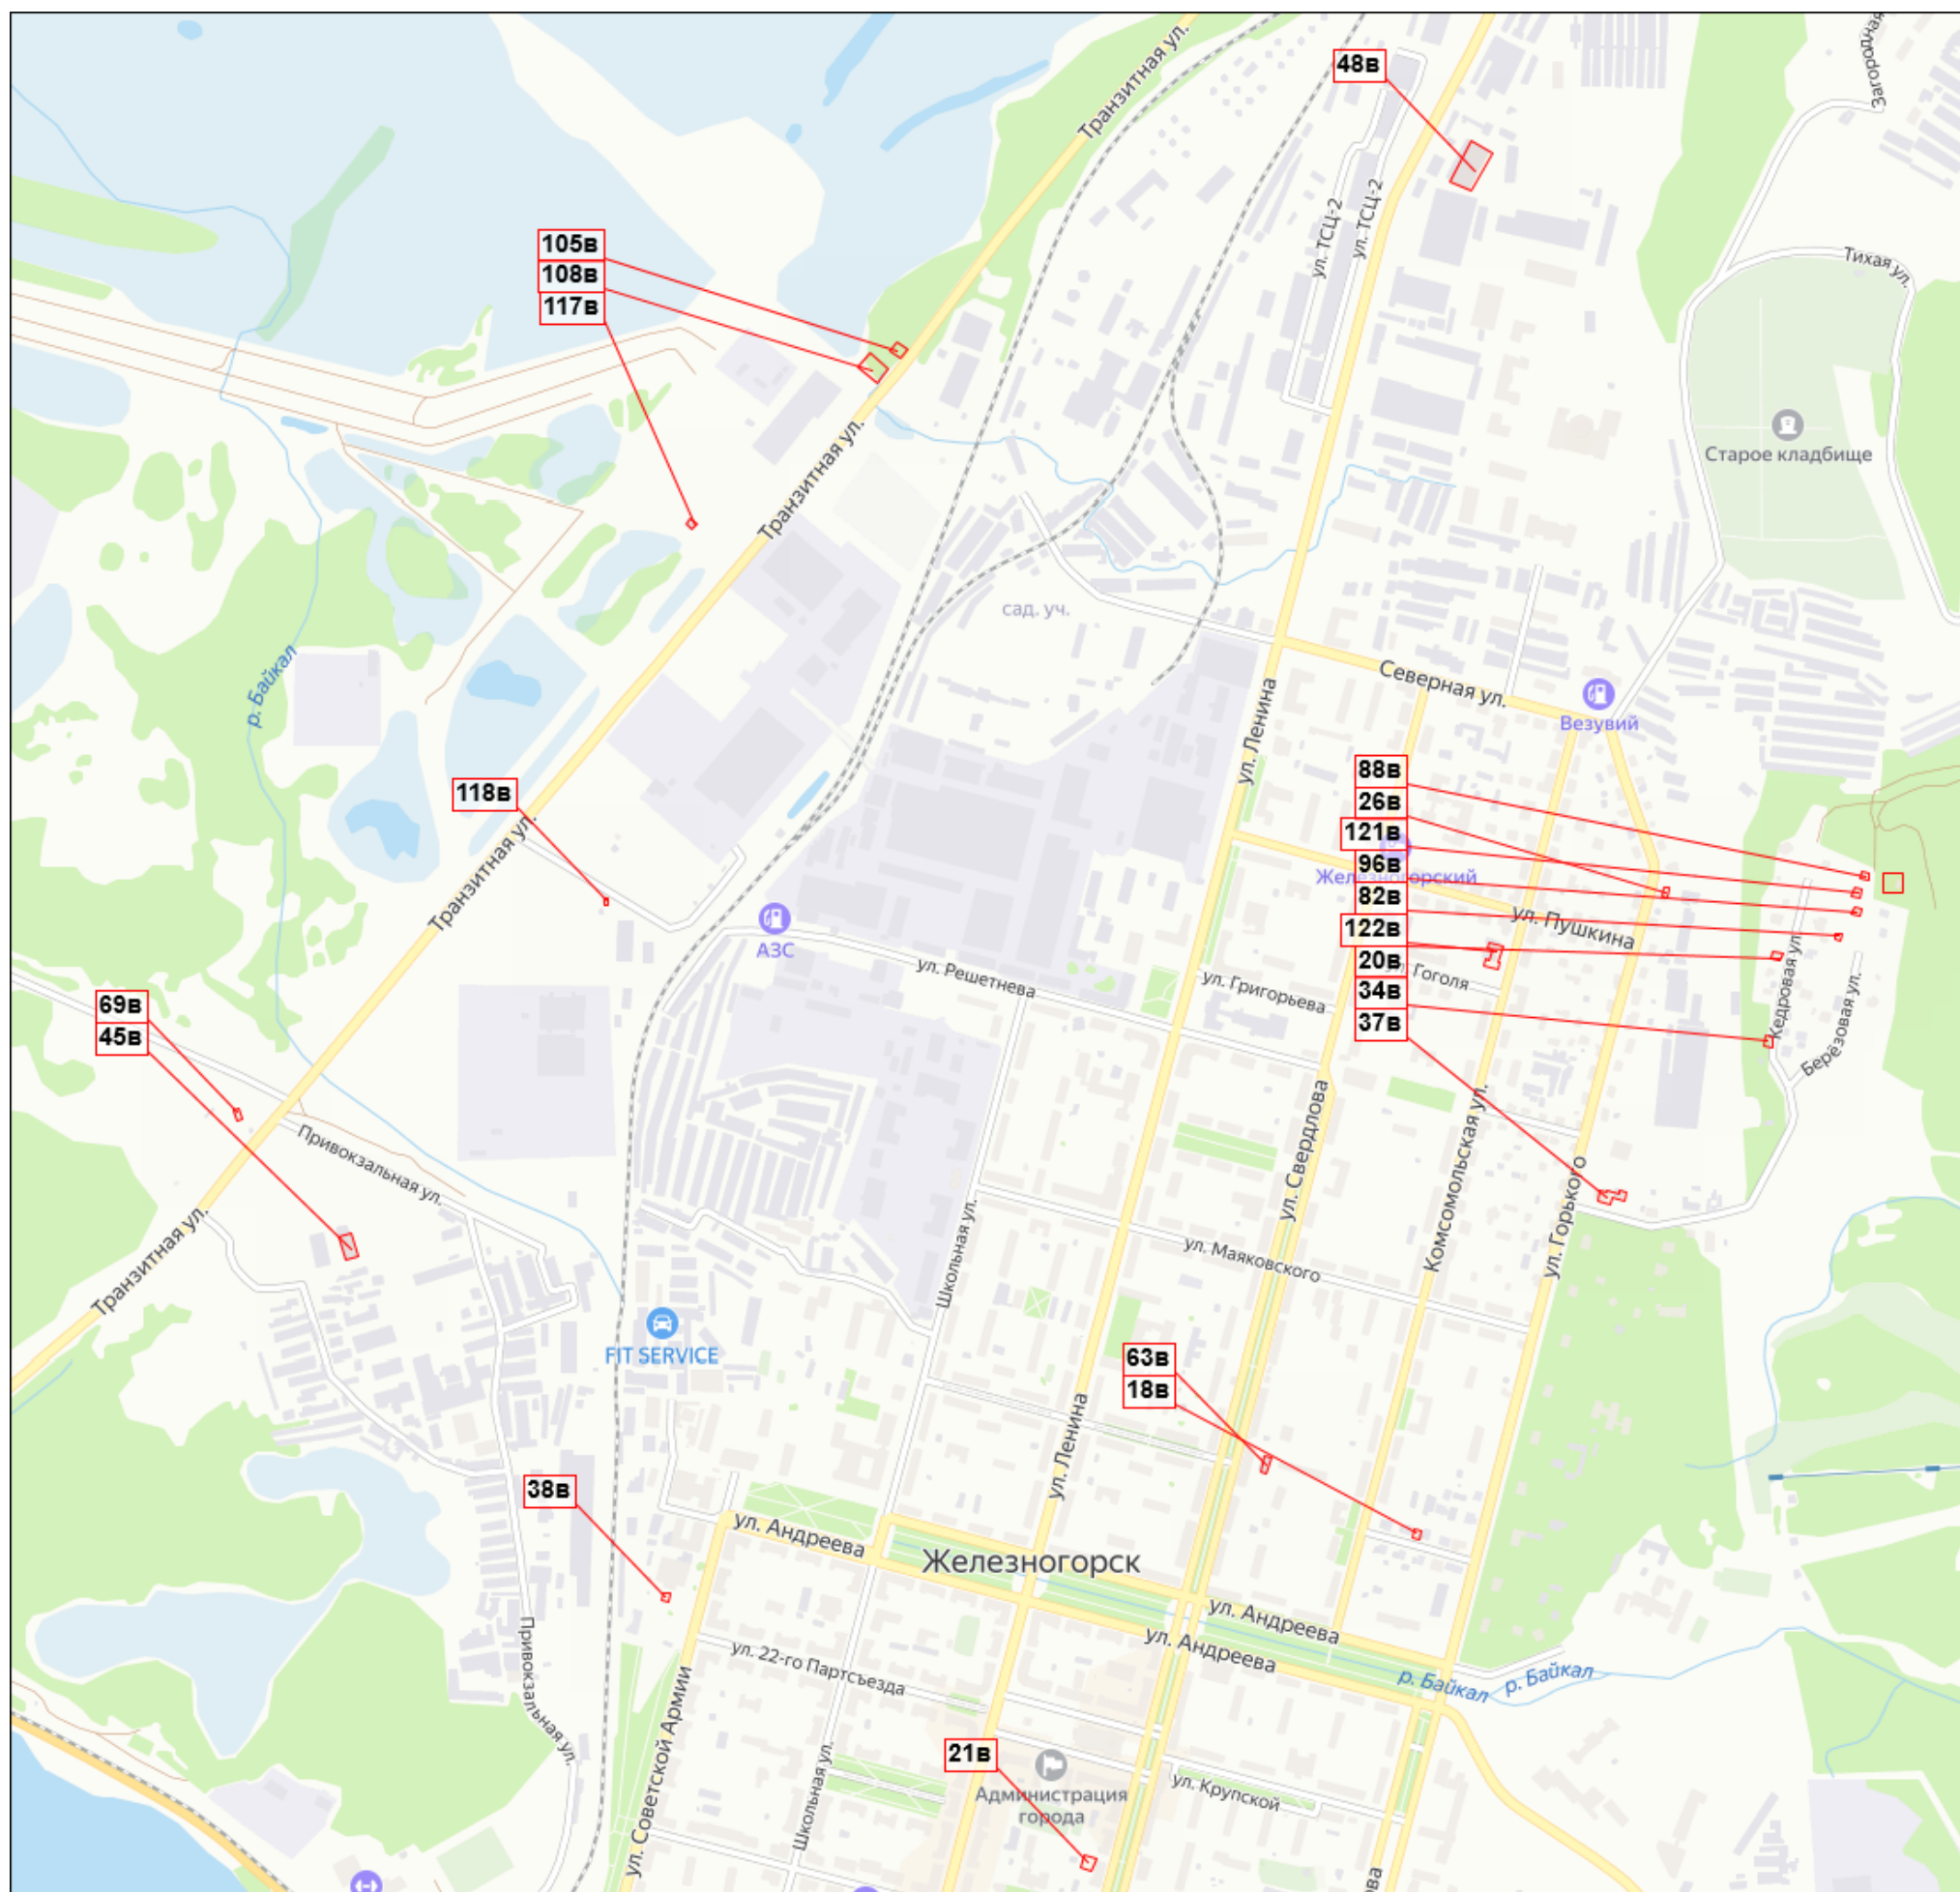 Загородная
48в
Транзитная ул.
ул. ТСЦ-2
ул. ТСЦ-2
105в
108в
117в
Тихая ул.
Старое кладбище
Транзитная ул.
сад. уч.
р. Байкал
Северная ул.
Везувий
ул. Ленина
88в
26в
121в
96в
82в
122в
20в
34в
37в
Железногорский
ул. Пушкина
118в
Транзитная ул.
АЗС
ул. Решетнева
ул. Григорьева
ул. Гоголя
Кедровая ул.
Берёзовая ул.
69в
45в
Привокзальная ул.
Транзитная ул.
ул. Свердлова
Комсомольская ул.
ул. Горького
Школьная ул.
ул. Маяковского
FIT SERVICE
63в
18в
ул. Ленина
38в
ул. Андреева
Железногорск
ул. Андреева
ул. Андреева
р. Байкал
р. Байкал
ул. 22-го Партсъезда
Привокзальная ул.
ул. Советской Армии
Школьная ул.
21в
Администрация
города
ул. Крупской
ова